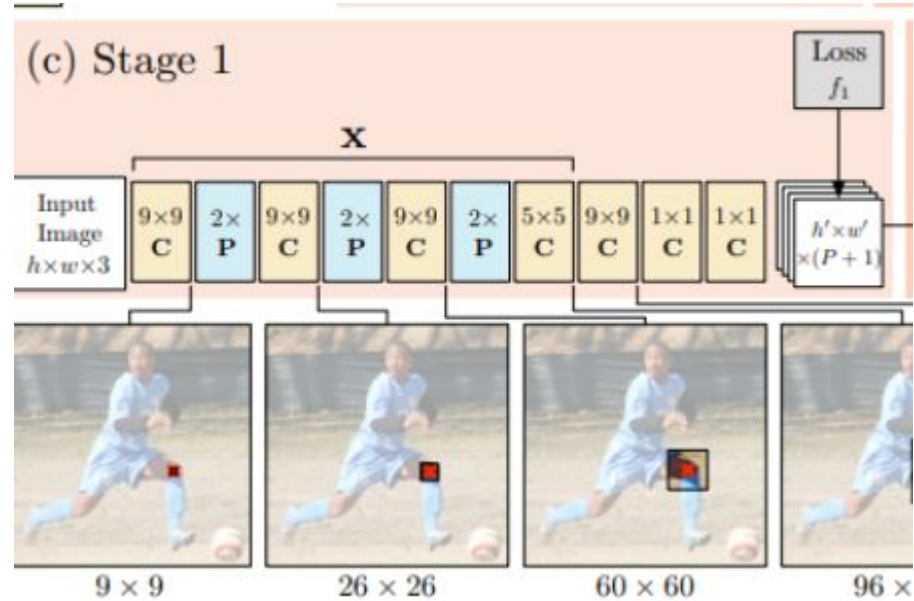 (c) Stage 1
Loss
f₁
x
Input
Image
h×w×3
9×9
C
2×
P
9×9
C
2×
P
9×9
C
2×
P
5×5
C
9×9
C
1×1
C
1×1
C
h′×w′
×(P + 1)
9 × 9
26 × 26
60 × 60
96 ×